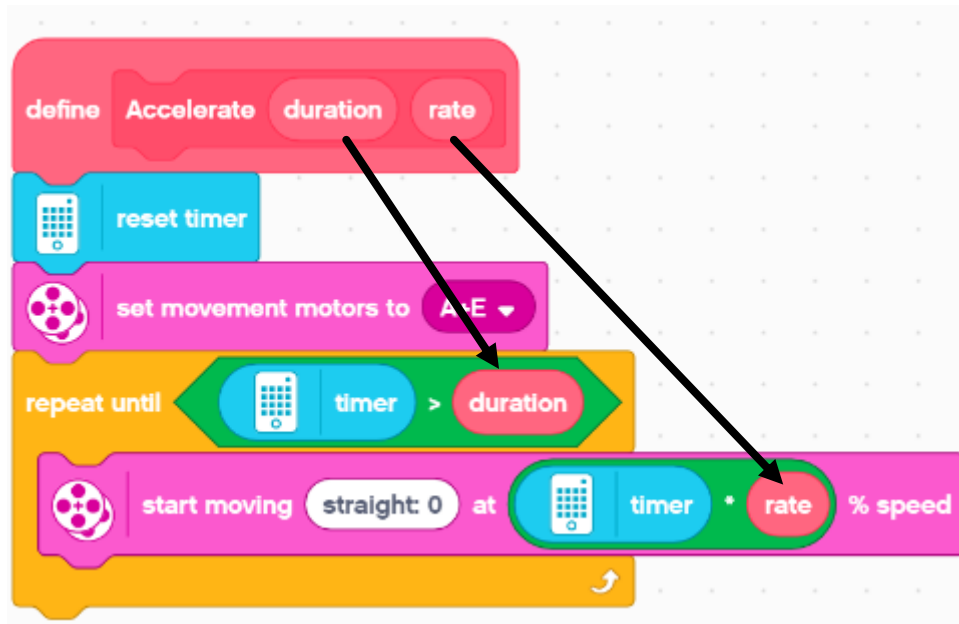 define Accelerate duration rate
reset timer
set movement motors to A+E
repeat until timer > duration
start moving straight: 0 at timer * rate % speed